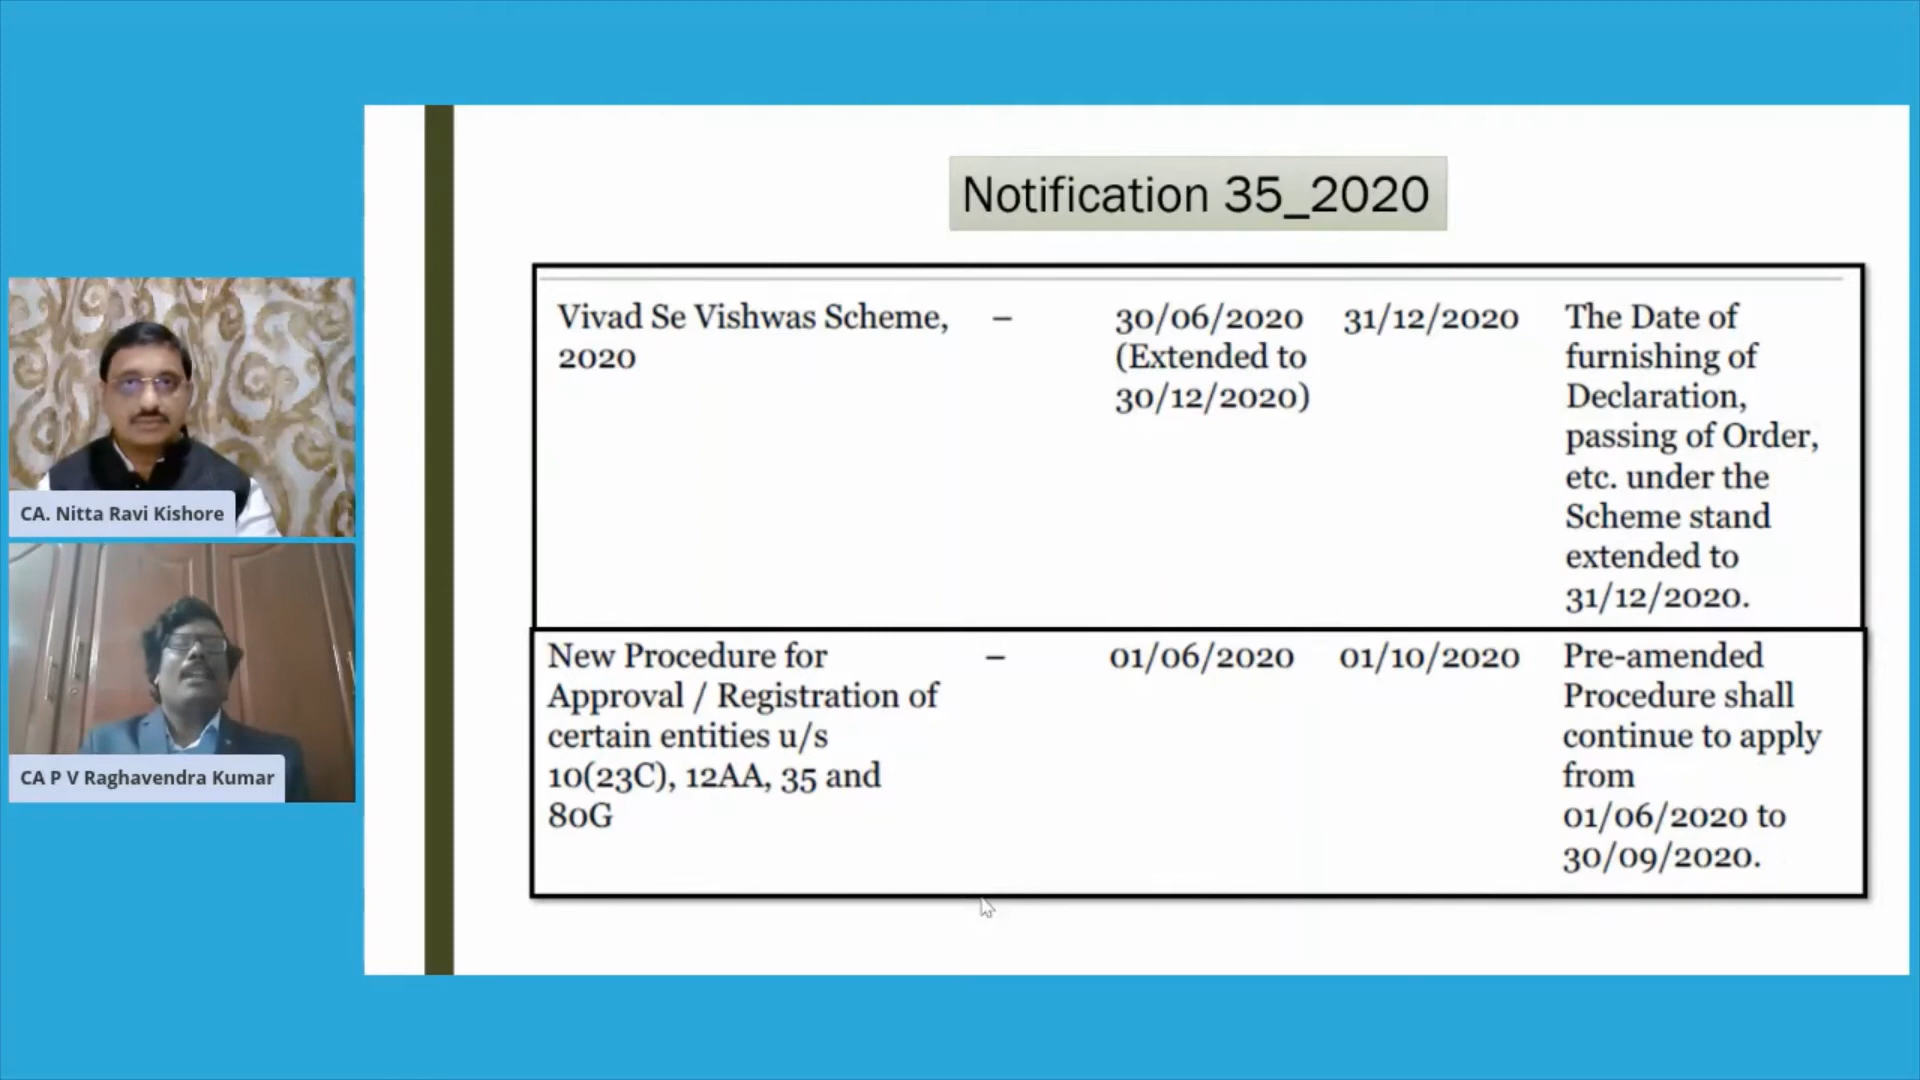 Notification 35_2020
Vivad Se Vishwas Scheme,
2020
–
30/06/2020
(Extended to
30/12/2020)
31/12/2020
The Date of
furnishing of
Declaration,
passing of Order,
etc. under the
Scheme stand
extended to
31/12/2020.
New Procedure for
Approval / Registration of
certain entities u/s
10(23C), 12AA, 35 and
80G
–
01/06/2020
01/10/2020
Pre-amended
Procedure shall
continue to apply
from
01/06/2020 to
30/09/2020.
CA. Nitta Ravi Kishore
CA P V Raghavendra Kumar